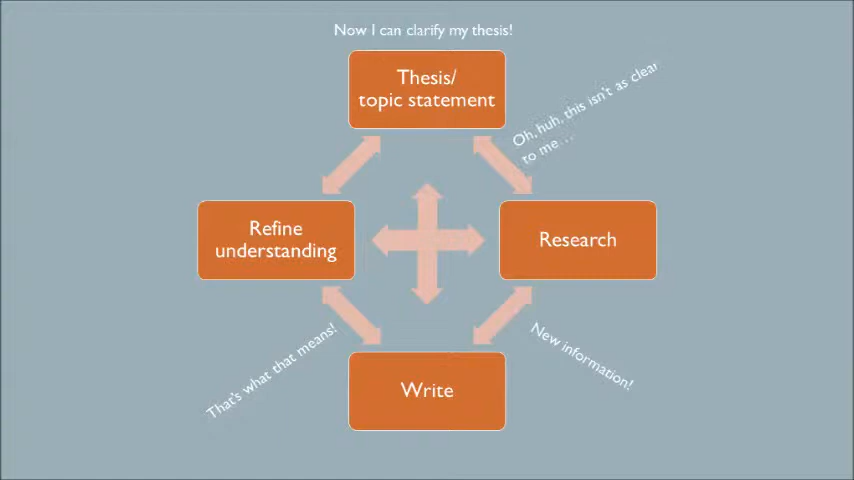 Now I can clarify my thesis!
Thesis/
topic statement
Oh, huh, this isn't as clear
to me . . .
Refine
understanding
Research
That's what that means!
New information!
Write